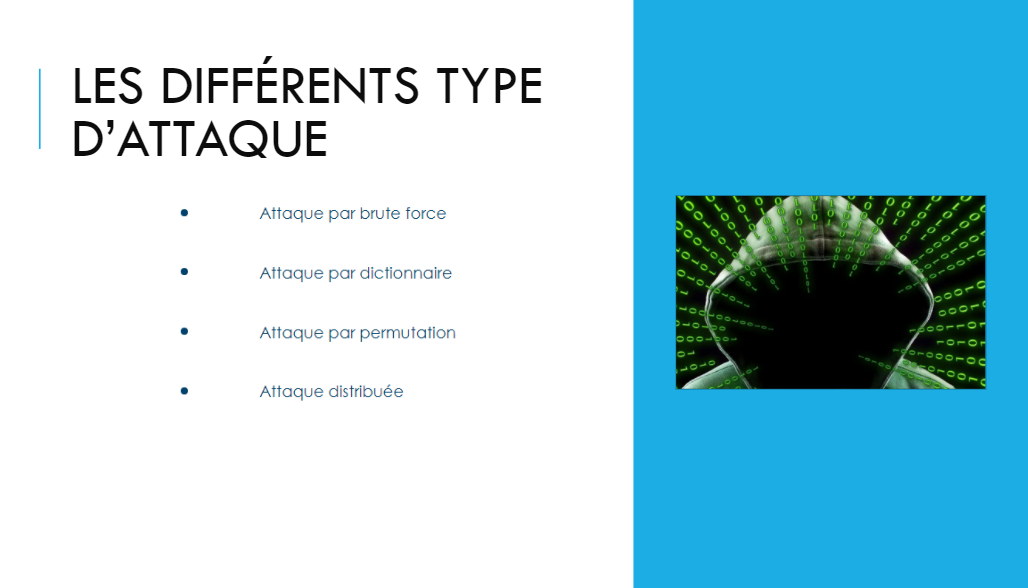 LES DIFFÉRENTS TYPE
D’ATTAQUE
Attaque par brute force
Attaque par dictionnaire
Attaque par permutation
Attaque distribuée